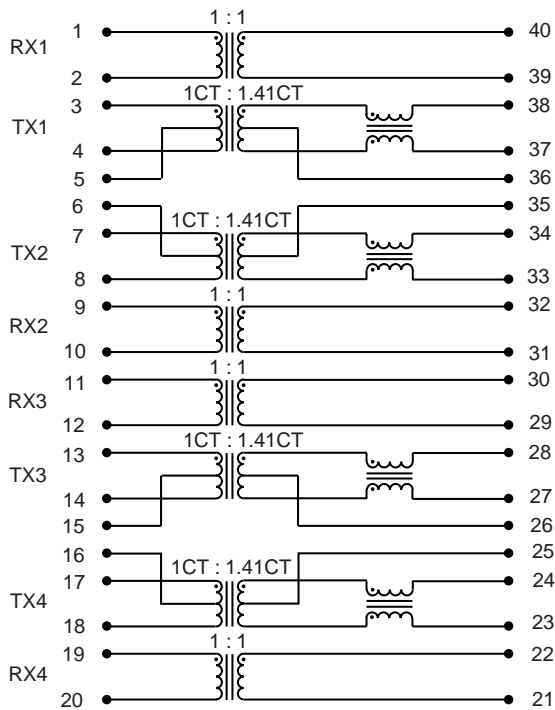 1 : 1
1 40
RX1
2 39
1CT : 1.41CT
3 38
TX1
4 37
5 36
6 35
1CT : 1.41CT
7 34
TX2
8 33
1 : 1
9 32
RX2
10 31
1 : 1
11 30
RX3
12 29
1CT : 1.41CT
13 28
TX3
14 27
15 26
16 25
1CT : 1.41CT
17 24
TX4
18 23
1 : 1
19 22
RX4
20 21